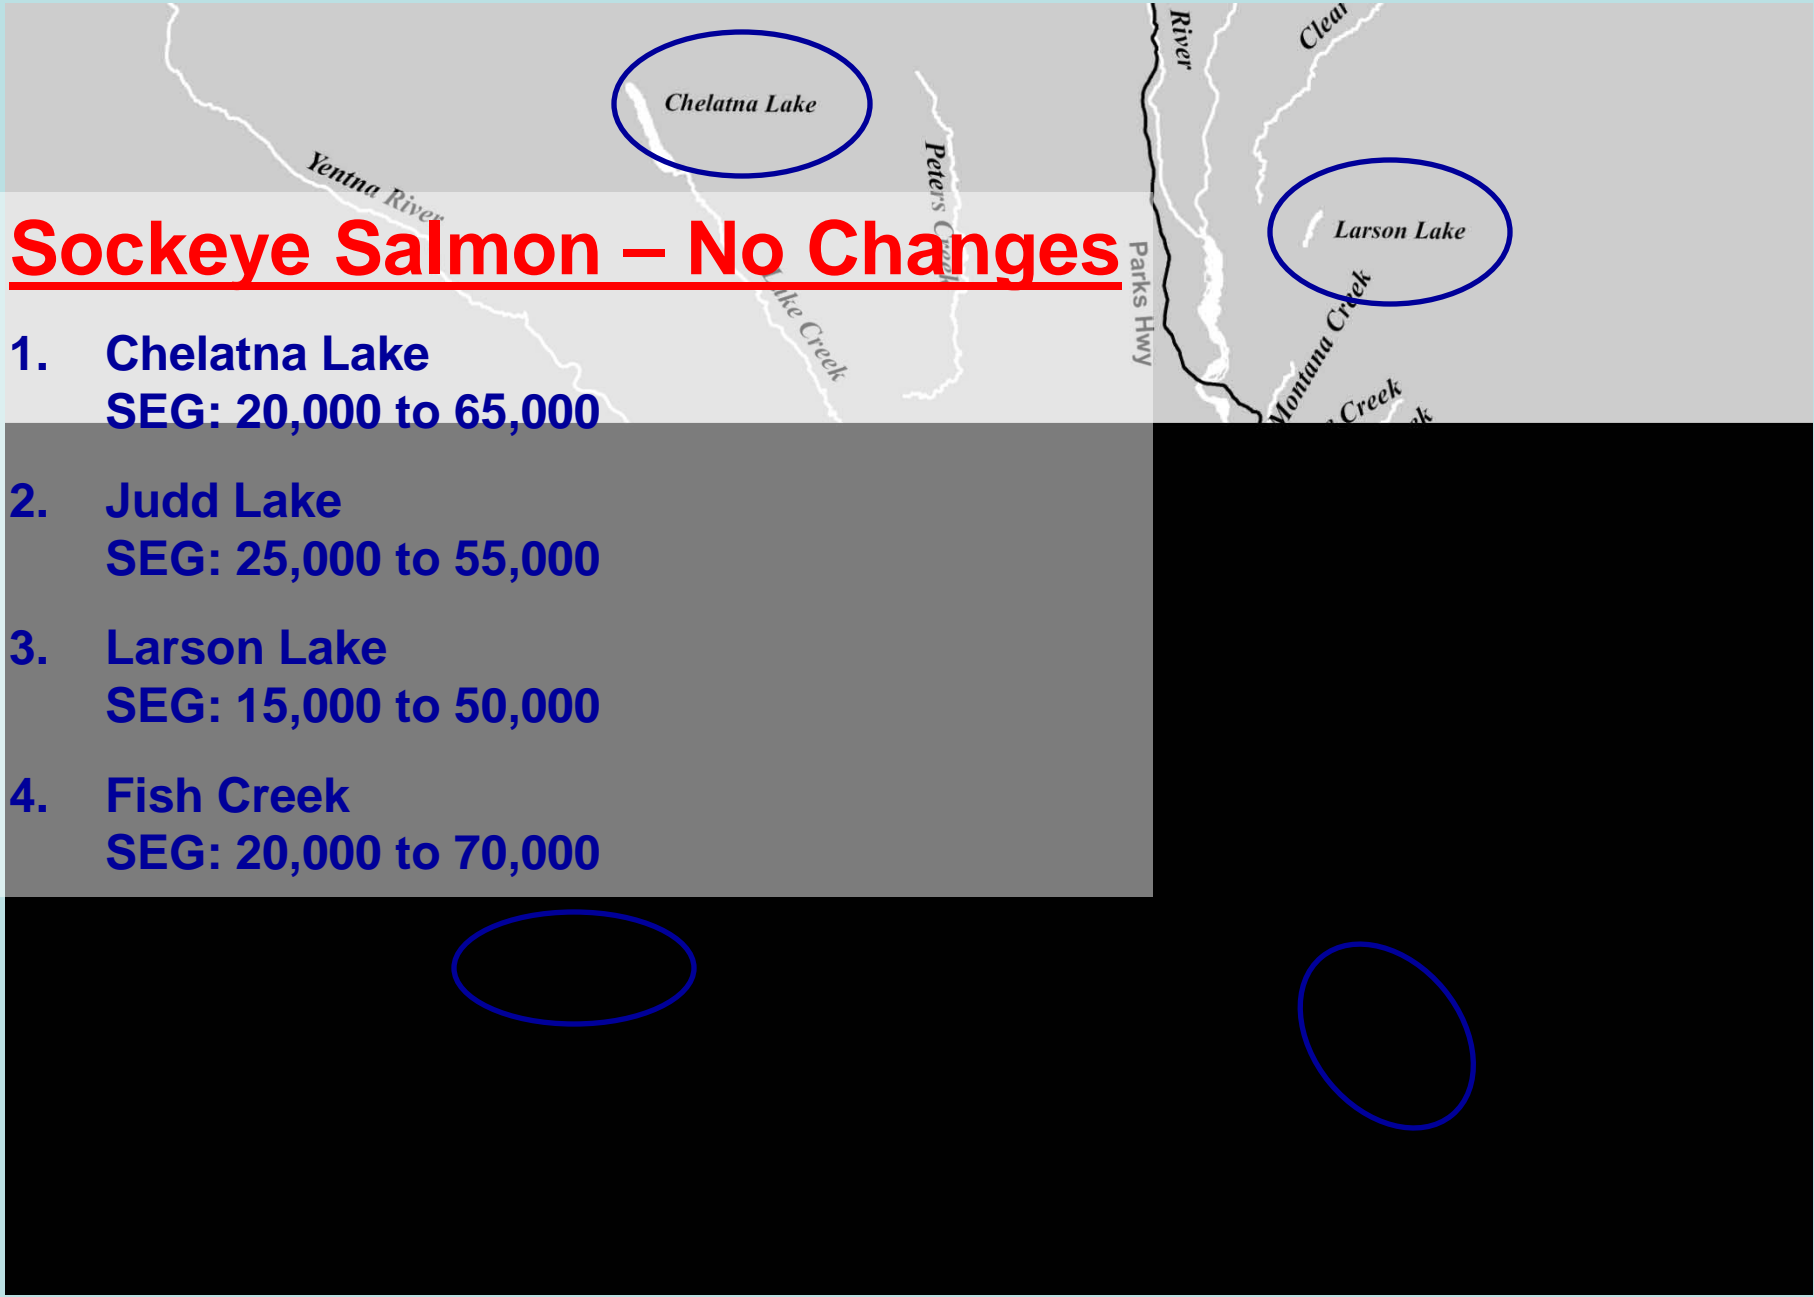 River
Clear
Chelatna Lake
Yentna River
Peters Creek
Larson Lake
Sockeye Salmon – No Changes
Parks Hwy
Lake Creek
Montana Creek
1. Chelatna Lake
SEG: 20,000 to 65,000
Creek
2. Judd Lake
SEG: 25,000 to 55,000
3. Larson Lake
SEG: 15,000 to 50,000
4. Fish Creek
SEG: 20,000 to 70,000